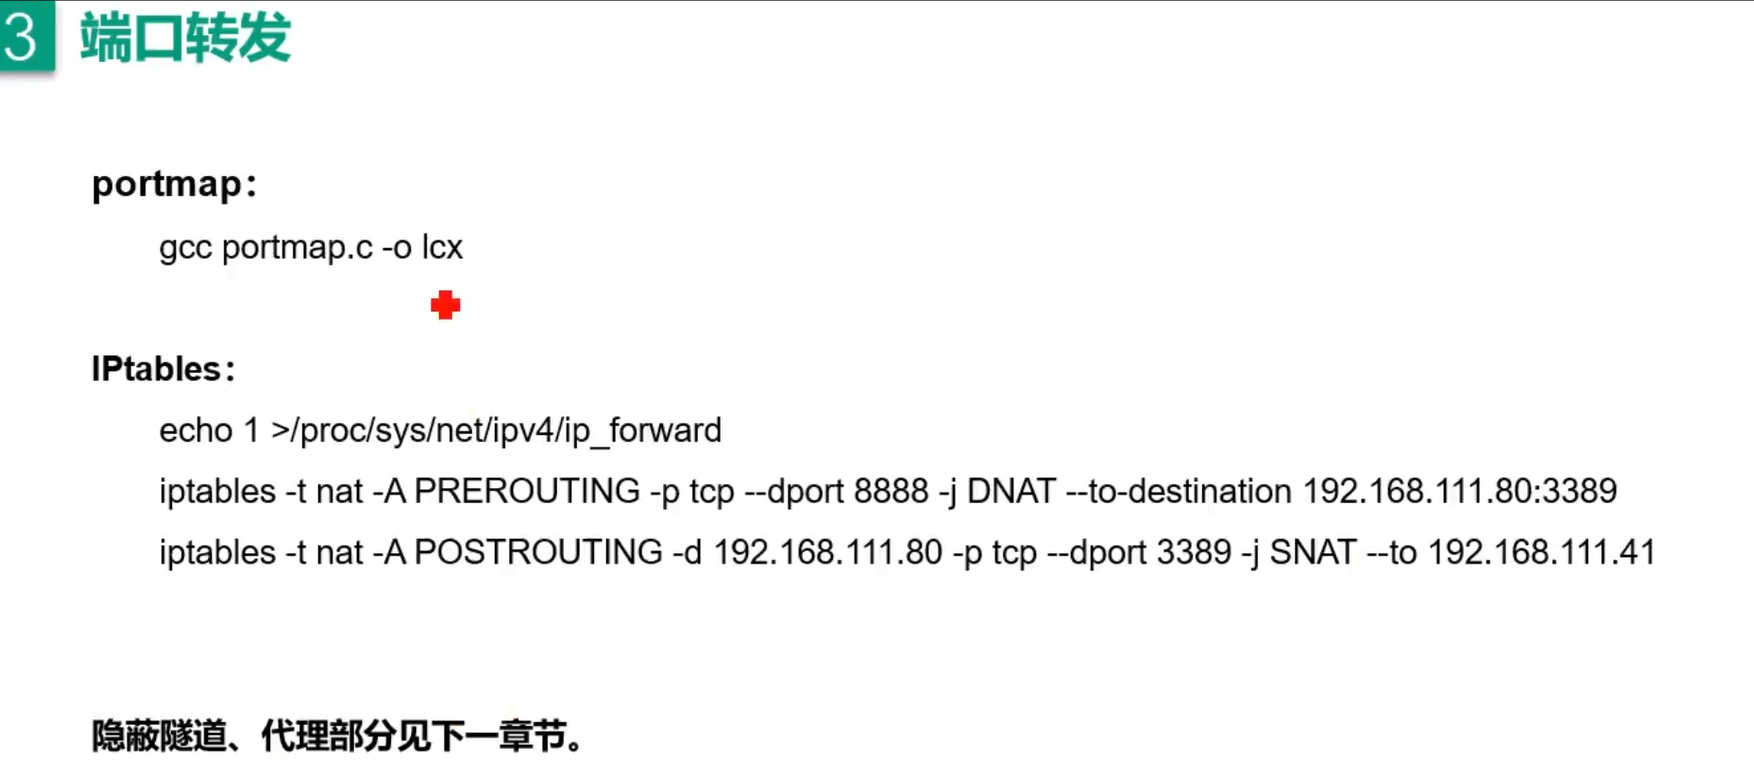 3 端口转发
portmap：
gcc portmap.c -o lcx
IPtables：
echo 1 >/proc/sys/net/ipv4/ip_forward
iptables -t nat -A PREROUTING -p tcp --dport 8888 -j DNAT --to-destination 192.168.111.80:3389
iptables -t nat -A POSTROUTING -d 192.168.111.80 -p tcp --dport 3389 -j SNAT --to 192.168.111.41
隐蔽隧道、代理部分见下一章节。